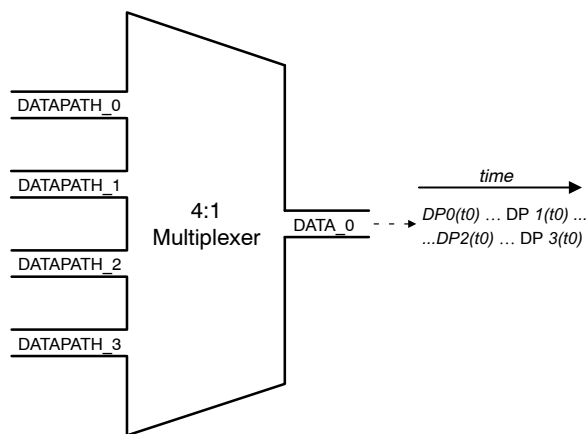 DATAPATH_0
DATAPATH_1
DATAPATH_2
DATAPATH_3
4:1
Multiplexer
DATA_0
time
DP0(t0) … DP 1(t0) ...
...DP2(t0) … DP 3(t0)